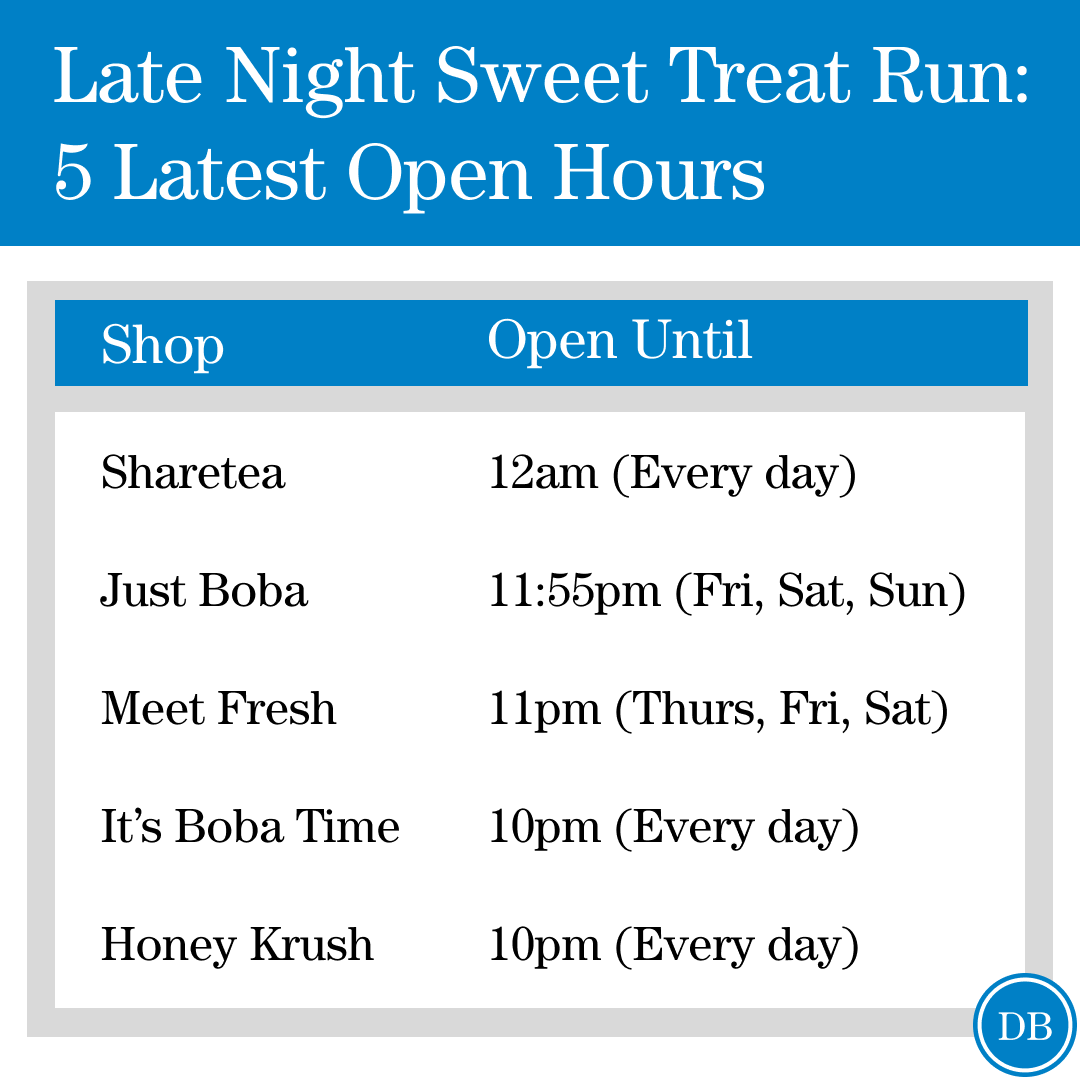 Late Night Sweet Treat Run:
5 Latest Open Hours
Shop Open Until
Sharetea 12am (Every day)
Just Boba 11:55pm (Fri, Sat, Sun)
Meet Fresh 11pm (Thurs, Fri, Sat)
It’s Boba Time 10pm (Every day)
Honey Krush 10pm (Every day)
DB